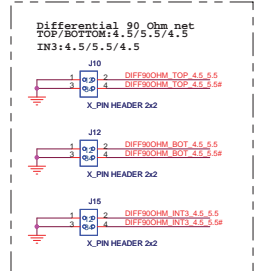 Differential 90 Ohm net
TOP/BOTTOM:4.5/5.5/4.5
IN3:4.5/5.5/4.5
J10
1 2 DIFF90OHM_TOP_4.5_5.5
3 4 DIFF90OHM_TOP_4.5_5.5#
X_PIN HEADER 2x2
J12
1 2 DIFF90OHM_BOT_4.5_5.5
3 4 DIFF90OHM_BOT_4.5_5.5#
X_PIN HEADER 2x2
J15
1 2 DIFF90OHM_INT3_4.5_5.5
3 4 DIFF90OHM_INT3_4.5_5.5#
X_PIN HEADER 2x2